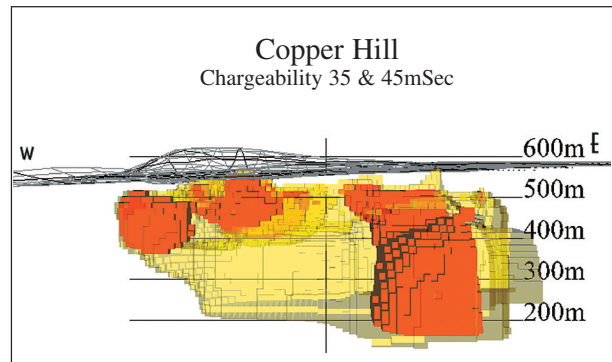 Copper Hill
Chargeability 35 & 45mSec
W
E
600m
500m
400m
300m
200m